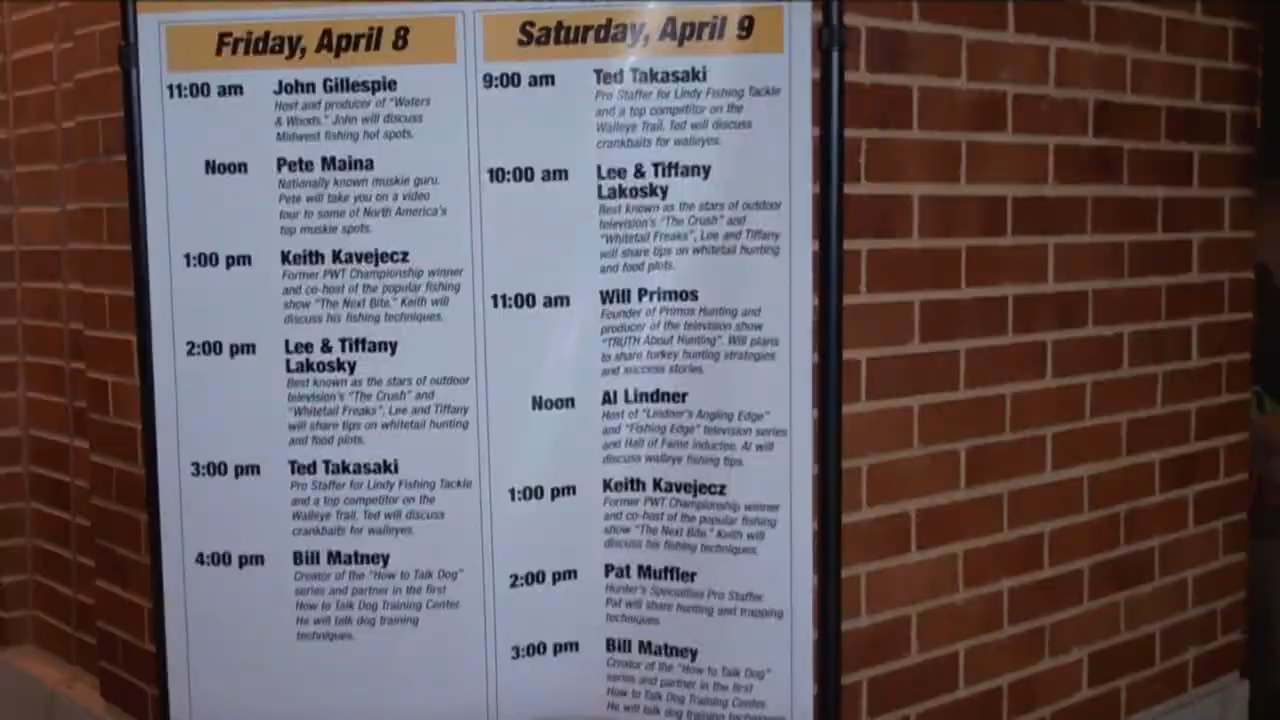 Friday, April 8
11:00 am John Gillespie
Host and producer of "Waters
& Woods." John will discuss
Midwest fishing hot spots.
Noon Pete Maina
Nationally known muskie guru.
Pete will take you on a video
tour to some of North America's
top muskie spots.
1:00 pm Keith Kavejecz
Former PWT Championship winner
and co-host of the popular fishing
show "The Next Bite." Keith will
discuss his fishing techniques.
2:00 pm Lee & Tiffany
Lakosky
Best known as the stars of outdoor
television's "The Crush" and
"Whitetail Freaks", Lee and Tiffany
will share tips on whitetail hunting
and food plots.
3:00 pm Ted Takasaki
Pro Staffer for Lindy Fishing Tackle
and a top competitor on the
Walleye Trail. Ted will discuss
crankbaits for walleyes.
4:00 pm Bill Matney
Creator of the "How to Talk Dog"
series and partner in the first
How to Talk Dog Training Center
He will talk dog training
techniques.
Saturday, April 9
9:00 am Ted Takasaki
Pro Staffer for Lindy Fishing Tackle
and a top competitor on the
Walleye Trail. Ted will discuss
crankbaits for walleyes.
10:00 am Lee & Tiffany
Lakosky
Best known as the stars of outdoor
television's "The Crush" and
"Whitetail Freaks", Lee and Tiffany
will share tips on whitetail hunting
and food plots.
11:00 am Will Primos
Founder of Primos Hunting and
producer of the television show
"TRUTH About Hunting". Will plans
to share turkey hunting strategies
and success stories.
Noon Al Lindner
Host of "Lindner's Angling Edge"
and "Fishing Edge" television series
and Hall of Fame inductee. Al will
discuss walleye fishing tips.
1:00 pm Keith Kavejecz
Former PWT Championship winner
and co-host of the popular fishing
show "The Next Bite." Keith will
discuss his fishing techniques.
2:00 pm Pat Muffler
Hunter's Specialties Pro Staffer.
Pat will share hunting and trapping
techniques.
3:00 pm Bill Matney
Creator of the "How to Talk Dog"
series and partner in the first
How to Talk Dog Training Center.
He will talk dog training techniques